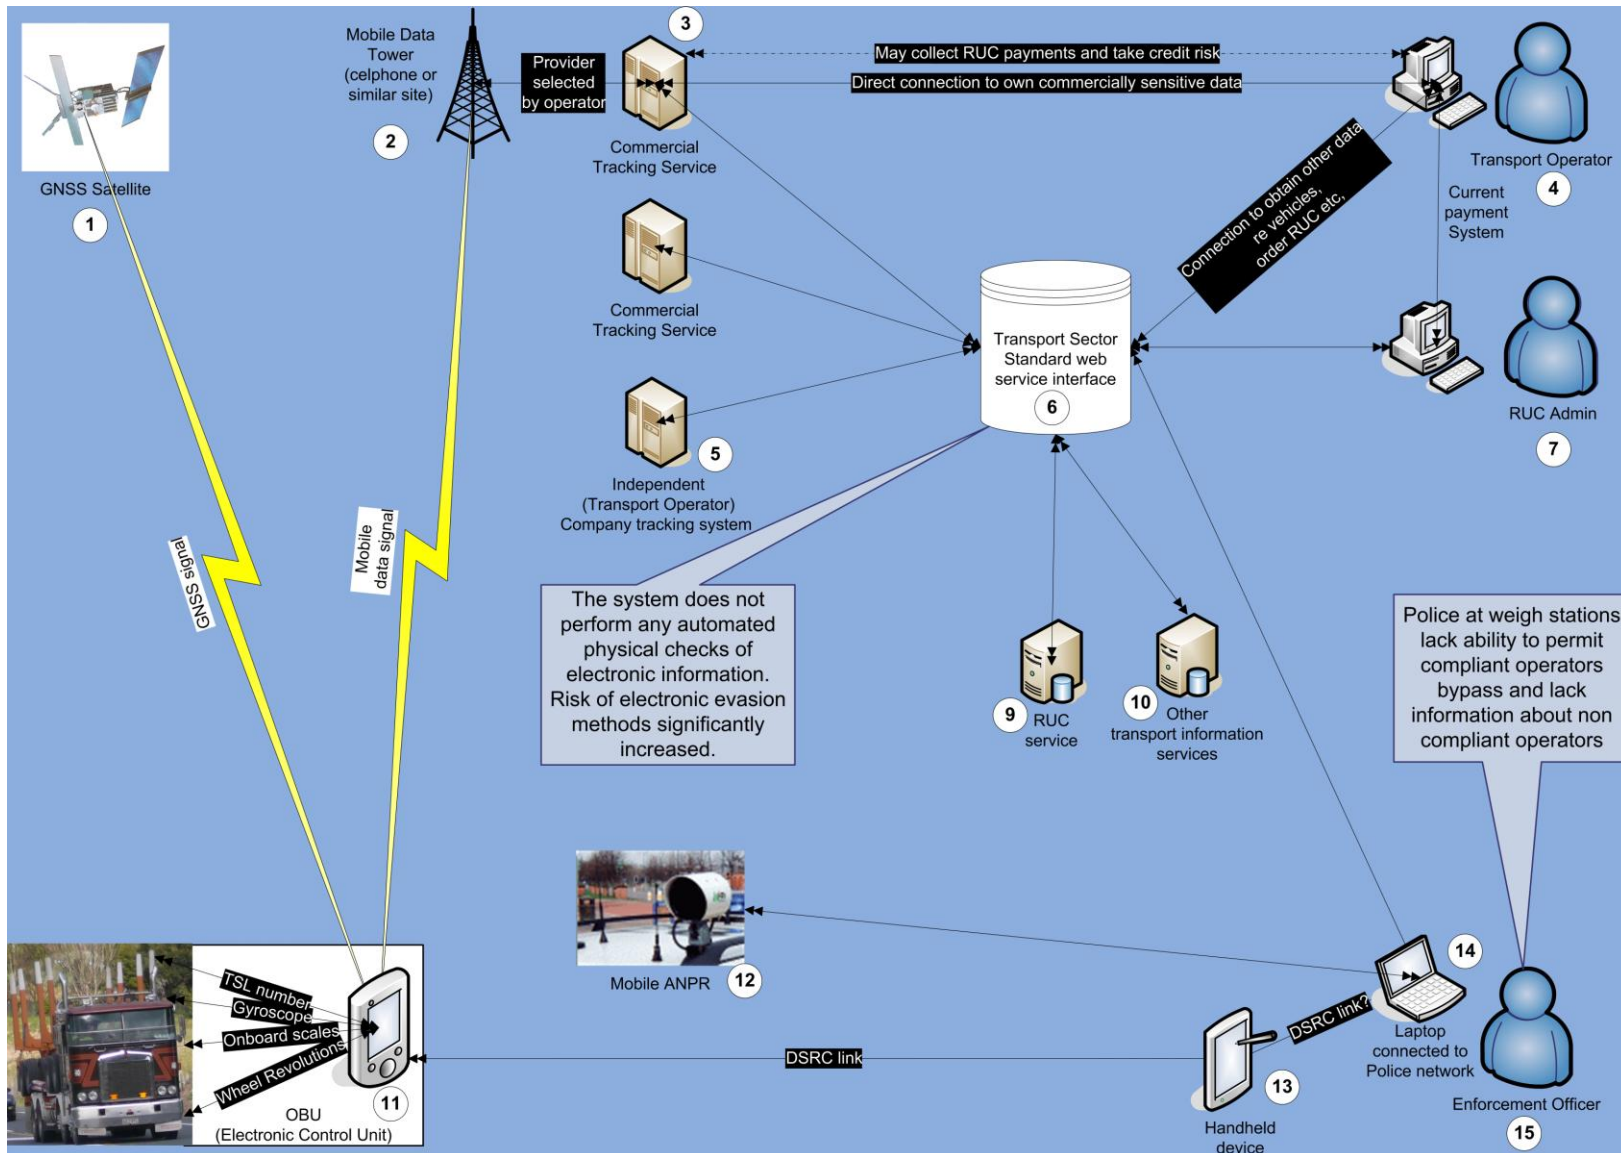 GNSS Satellite
1
Mobile Data
Tower
(celphone or
similar site)
2
Provider
selected
by operator
3
Commercial
Tracking Service
May collect RUC payments and take credit risk
Direct connection to own commercially sensitive data
Transport Operator
4
Current
payment
System
Connection to obtain other data
re vehicles,
order RUC etc,
Commercial
Tracking Service
Transport Sector
Standard web
service interface
6
RUC Admin
7
5
Independent
(Transport Operator)
Company tracking system
GNSS signal
Mobile
data signal
The system does not
perform any automated
physical checks of
electronic information.
Risk of electronic evasion
methods significantly
increased.
9
RUC
service
10
Other
transport information
services
Police at weigh stations
lack ability to permit
compliant operators
bypass and lack
information about non
compliant operators
Mobile ANPR
12
TSL number
Gyroscope
Onboard scales
Wheel Revolutions
11
OBU
(Electronic Control Unit)
DSRC link
DSRC link?
13
Handheld
device
14
Laptop
connected to
Police network
Enforcement Officer
15